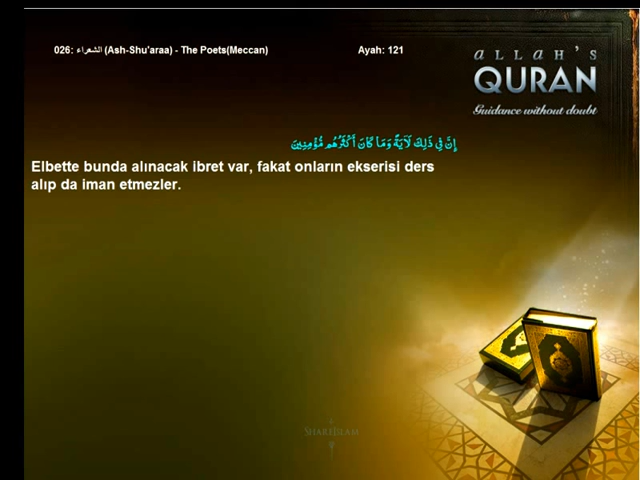 026: الشعراء (Ash-Shu'araa) - The Poets(Meccan) Ayah: 121
ALLAH'S
QURAN
Guidance without doubt
إِنَّ فِي ذَٰلِكَ لَآيَةً وَمَا كَانَ أَكْثَرُهُم مُّؤْمِنِينَ
Elbette bunda alınacak ibret var, fakat onların ekserisi ders
alıp da iman etmezler.
SHAREISLAM